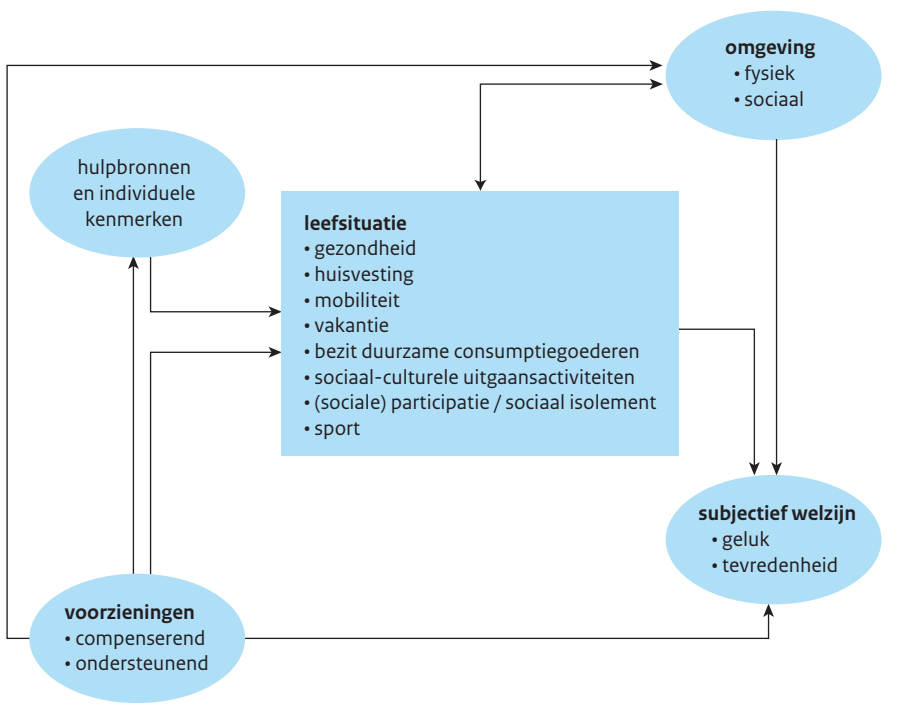 omgeving
• fysiek
• sociaal
hulpbronnen
en individuele
kenmerken
leefsituatie
• gezondheid
• huisvesting
• mobiliteit
• vakantie
• bezit duurzame consumptiegoederen
• sociaal-culturele uitgaansactiviteiten
• (sociale) participatie / sociaal isolement
• sport
subjectief welzijn
• geluk
• tevredenheid
voorzieningen
• compenserend
• ondersteunend